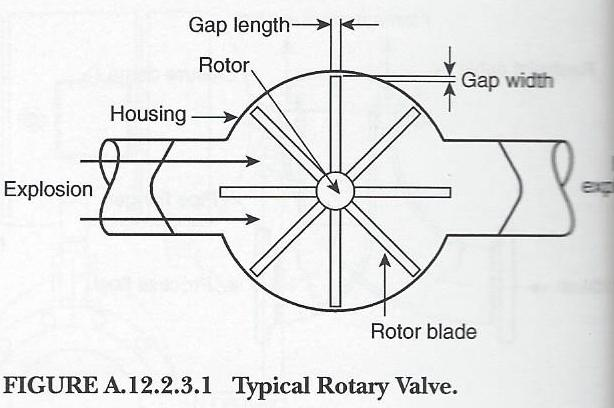 Gap length
Rotor
Gap width
Housing
Explosion
Rotor blade
FIGURE A.12.2.3.1 Typical Rotary Valve.